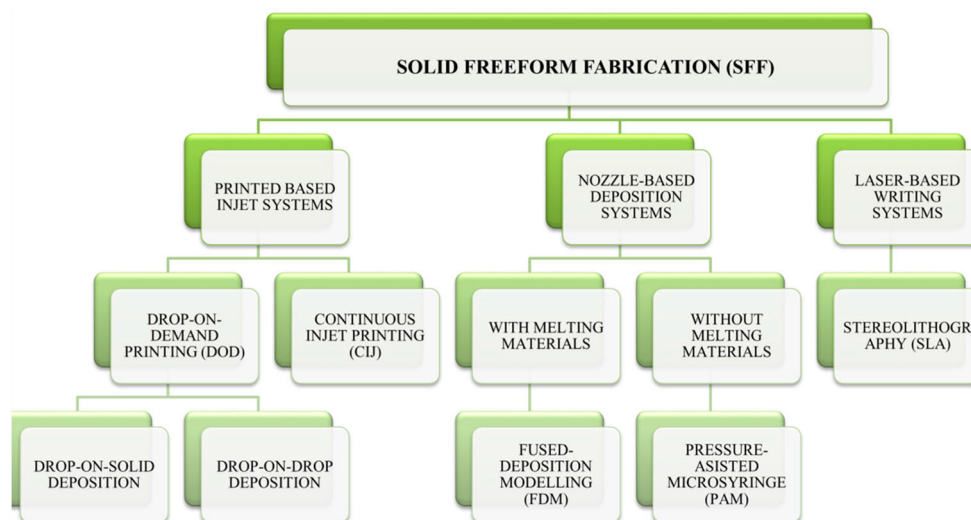 SOLID FREEFORM FABRICATION (SFF)
PRINTED BASED
INJET SYSTEMS
NOZZLE-BASED
DEPOSITION
SYSTEMS
LASER-BASED
WRITING
SYSTEMS
DROP-ON-
DEMAND
PRINTING (DOD)
CONTINUOUS
INJET PRINTING
(CIJ)
WITH MELTING
MATERIALS
WITHOUT
MELTING
MATERIALS
STEREOLITHOGR
APHY (SLA)
DROP-ON-SOLID
DEPOSITION
DROP-ON-DROP
DEPOSITION
FUSED-
DEPOSITION
MODELLING
(FDM)
PRESSURE-
ASISTED
MICROSYRINGE
(PAM)